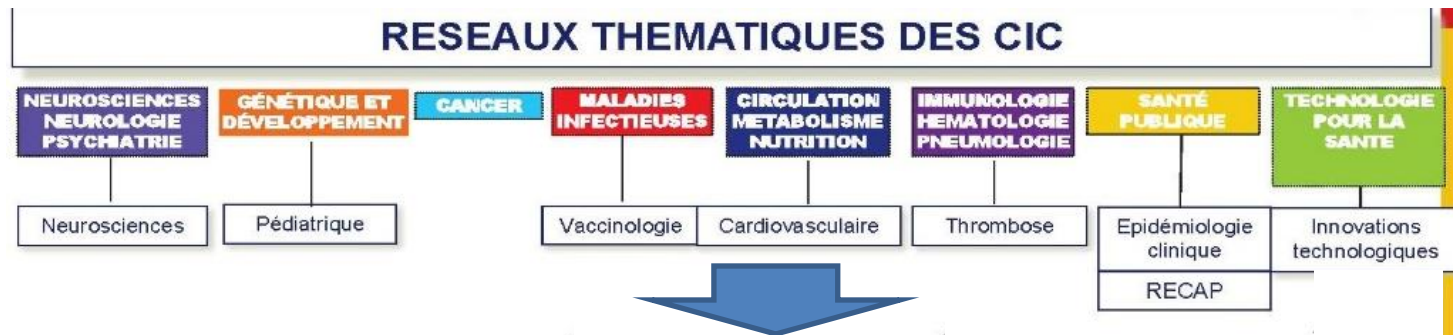 RESEAUX THEMATIQUES DES CIC
NEUROSCIENCES
NEUROLOGIE
PSYCHIATRIE
GÉNÉTIQUE ET
DÉVELOPPEMENT
CANCER
MALADIES
INFECTIEUSES
CIRCULATION
METABOLISME
NUTRITION
IMMUNOLOGIE
HEMATOLOGIE
PNEUMOLOGIE
SANTÉ
PUBLIQUE
TECHNOLOGIE
POUR LA
SANTE
Neurosciences
Pédiatrique
Vaccinologie
Cardiovasculaire
Thrombose
Epidémiologie
clinique
RECAP
Innovations
technologiques